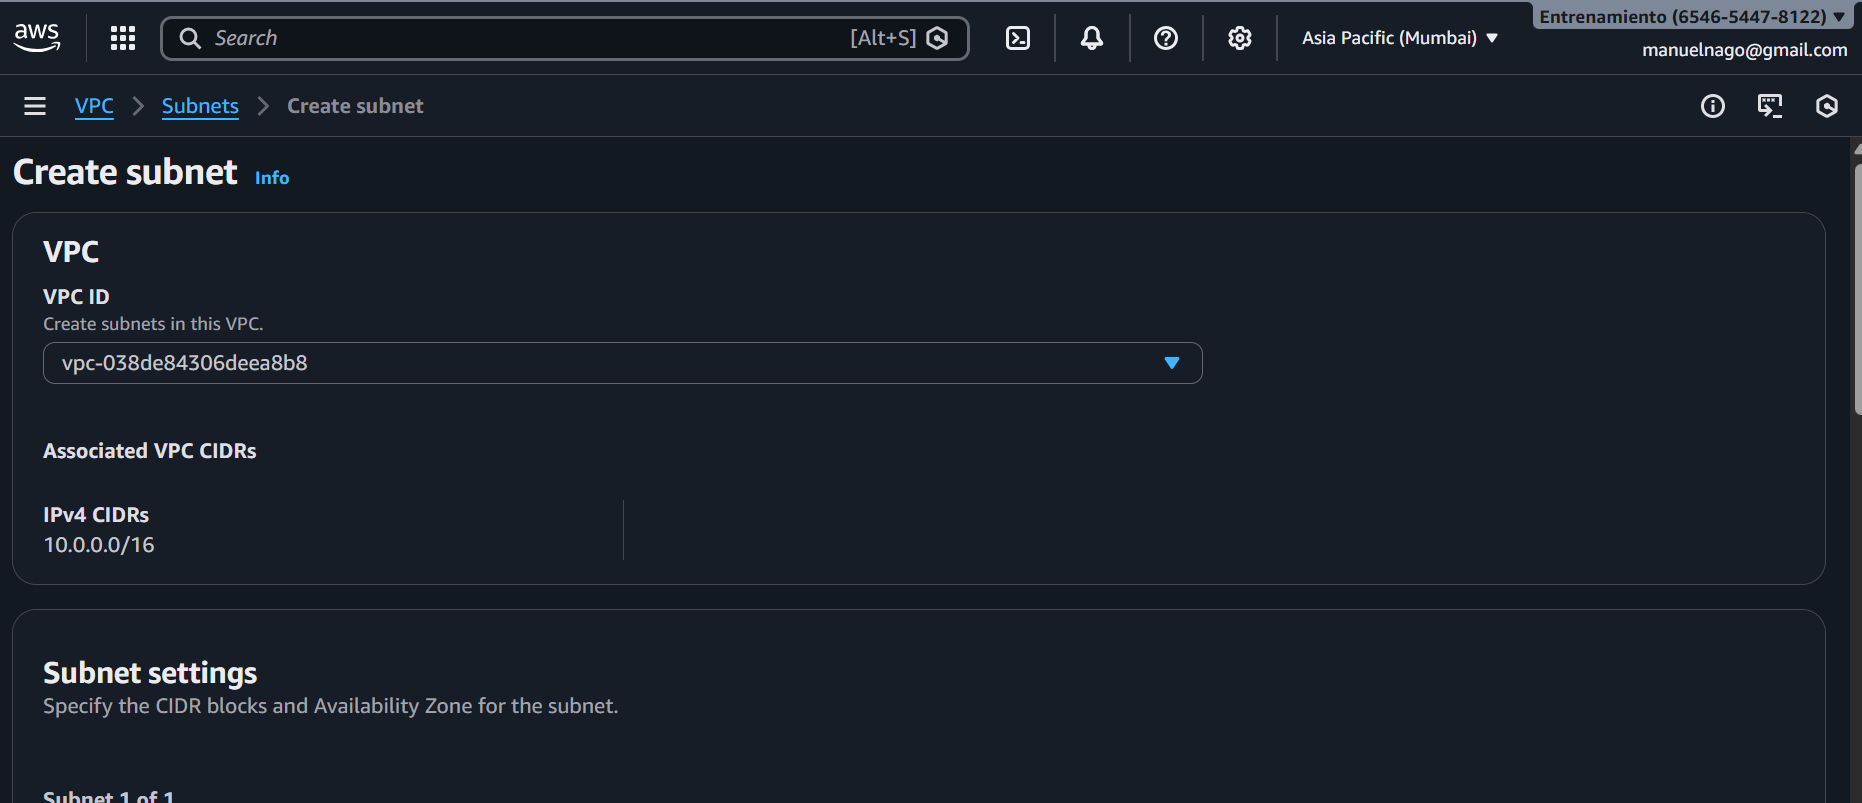 aws
Search
[Alt+S]
Asia Pacific (Mumbai)
Entrenamiento (6546-5447-8122)
manuelnago@gmail.com
VPC
Subnets
Create subnet
Create subnet
Info
VPC
VPC ID
Create subnets in this VPC.
vpc-038de84306deea8b8
Associated VPC CIDRs
IPv4 CIDRs
10.0.0.0/16
Subnet settings
Specify the CIDR blocks and Availability Zone for the subnet.
Subnet 1 of 1